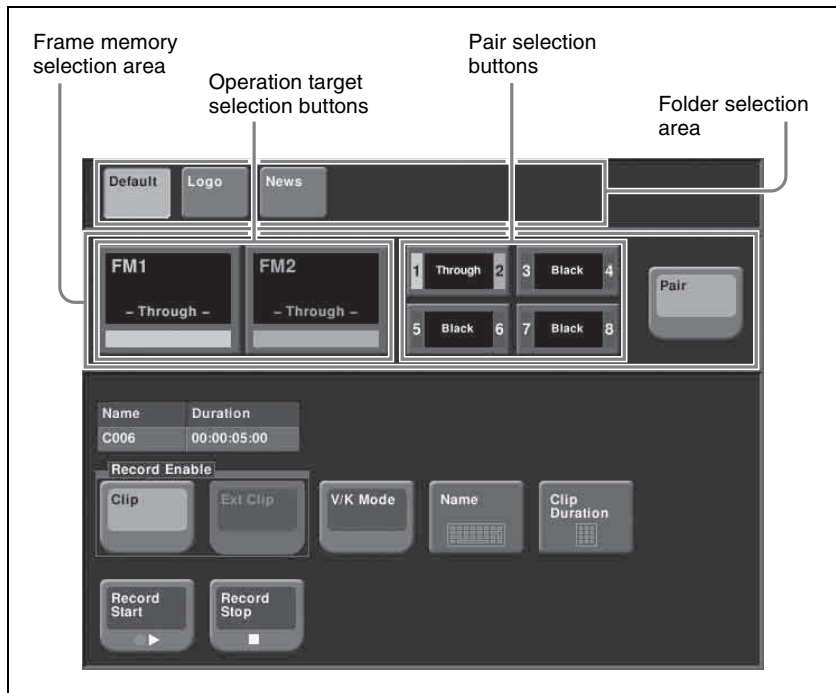 Frame memory
selection area
Operation target
selection buttons
Pair selection
buttons
Folder selection
area
Default
Logo
News
FM1
– Through –
FM2
– Through –
1 Through 2
3 Black 4
5 Black 6
7 Black 8
Pair
Name Duration
C006 00:00:05:00
Record Enable
Clip
Ext Clip
V/K Mode
Name
Clip
Duration
Record
Start
Record
Stop